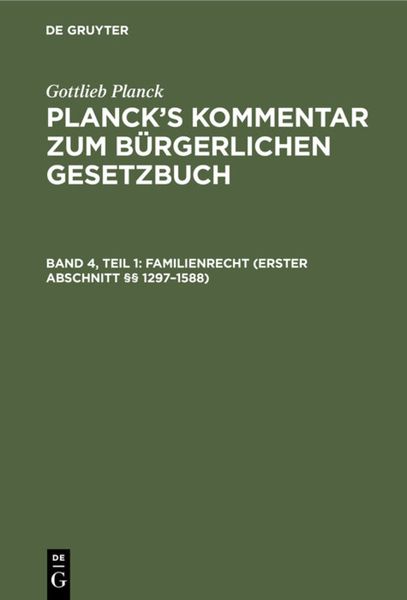 DE GRUYTER
Gottlieb Planck
PLANCK’S KOMMENTAR
ZUM BÜRGERLICHEN
GESETZBUCH
BAND 4, TEIL 1: FAMILIENRECHT (ERSTER
ABSCHNITT §§ 1297–1588)
DE
G